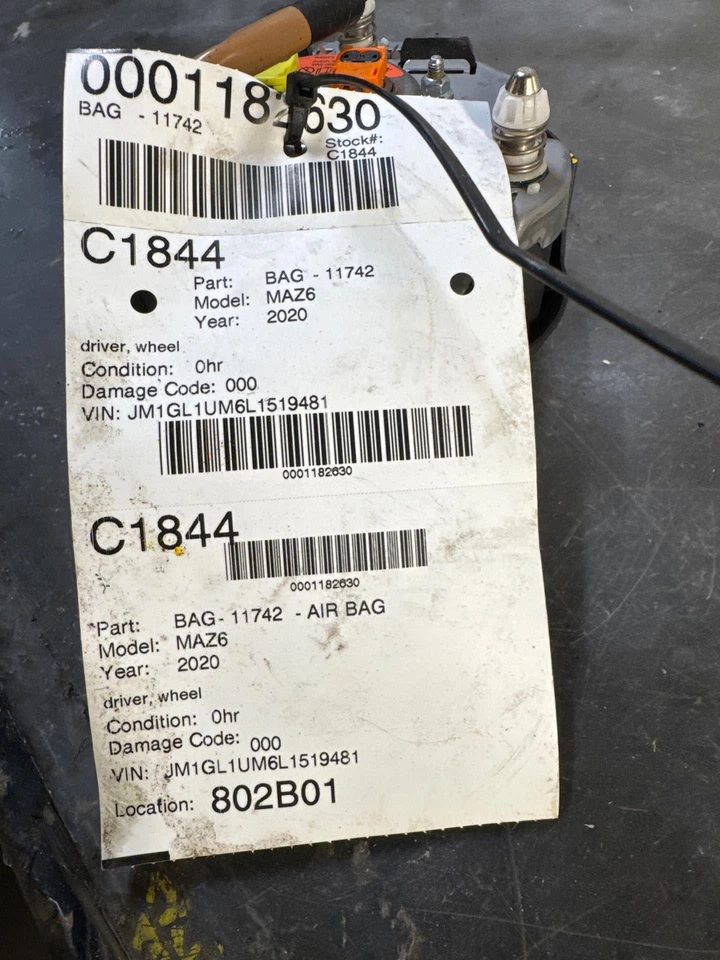 0001182630
BAG - 11742
Stock#:
C1844
C1844
Part: BAG - 11742
Model: MAZ6
Year: 2020
driver, wheel
Condition: 0hr
Damage Code: 000
VIN: JM1GL1UM6L1519481
0001182630
C1844
0001182630
Part: BAG- 11742 - AIR BAG
Model: MAZ6
Year: 2020
driver, wheel
Condition: 0hr
Damage Code: 000
VIN: JM1GL1UM6L1519481
Location: 802B01